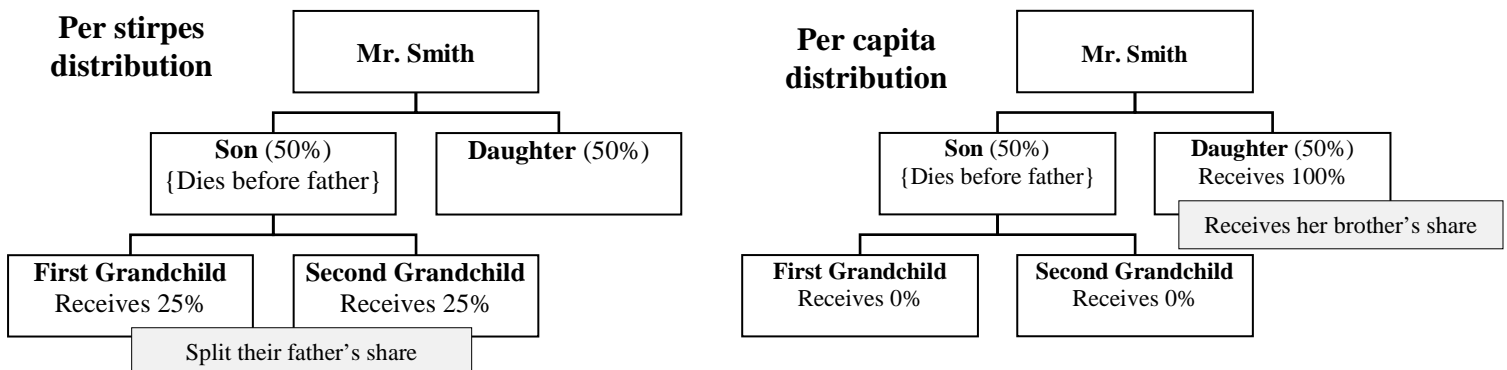 Per stirpes
distribution
Mr. Smith
Son (50%)
{Dies before father}
Daughter (50%)
First Grandchild
Receives 25%
Second Grandchild
Receives 25%
Split their father’s share
Per capita
distribution
Mr. Smith
Son (50%)
{Dies before father}
Daughter (50%)
Receives 100%
Receives her brother’s share
First Grandchild
Receives 0%
Second Grandchild
Receives 0%